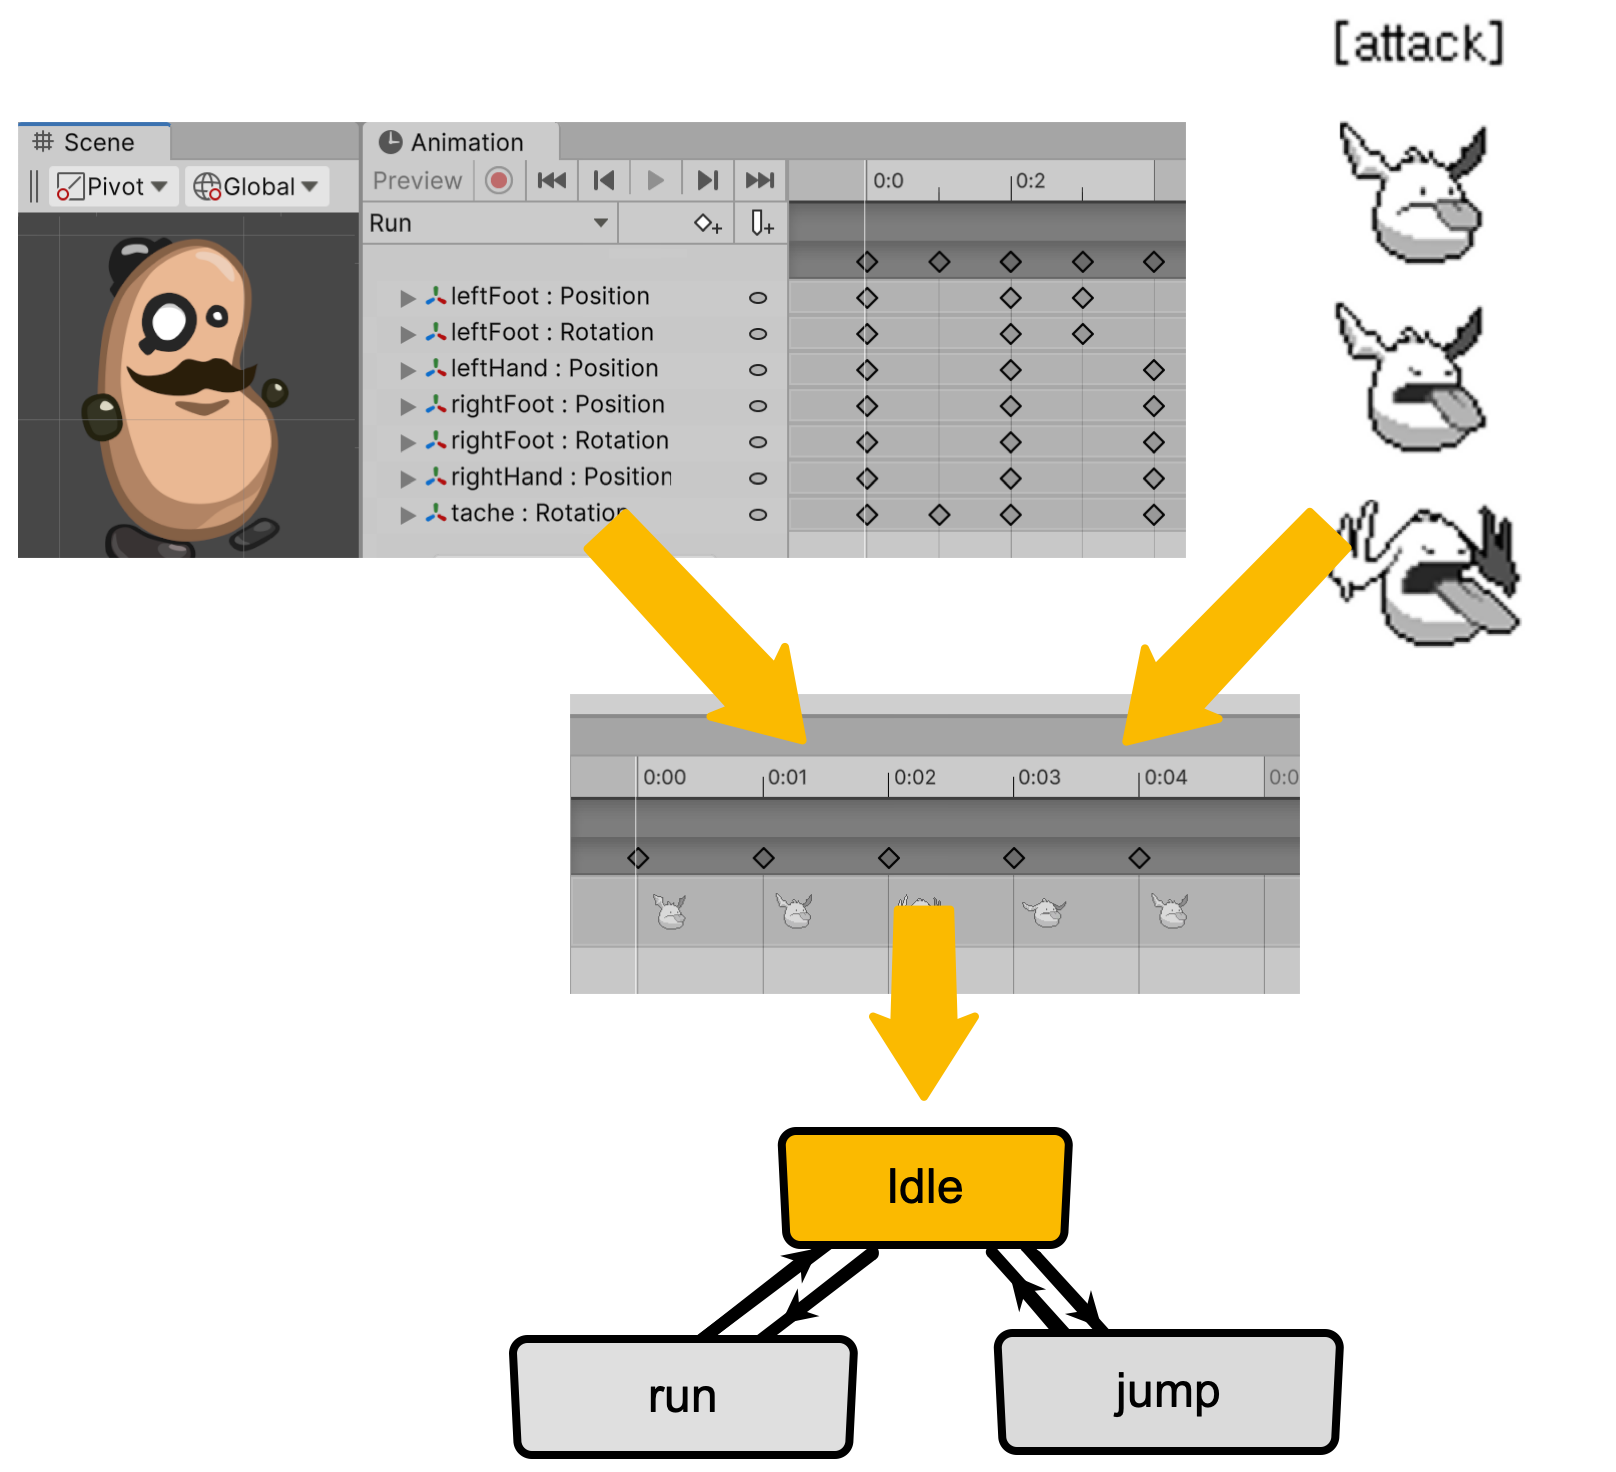 [attack]
Scene
Animation
Pivot
Global
Preview
0:0
0:2
Run
leftFoot : Position
leftFoot : Rotation
leftHand : Position
rightFoot : Position
rightFoot : Rotation
rightHand : Position
tache : Rotation
0:00
0:01
0:02
0:03
0:04
0:0
Idle
run
jump